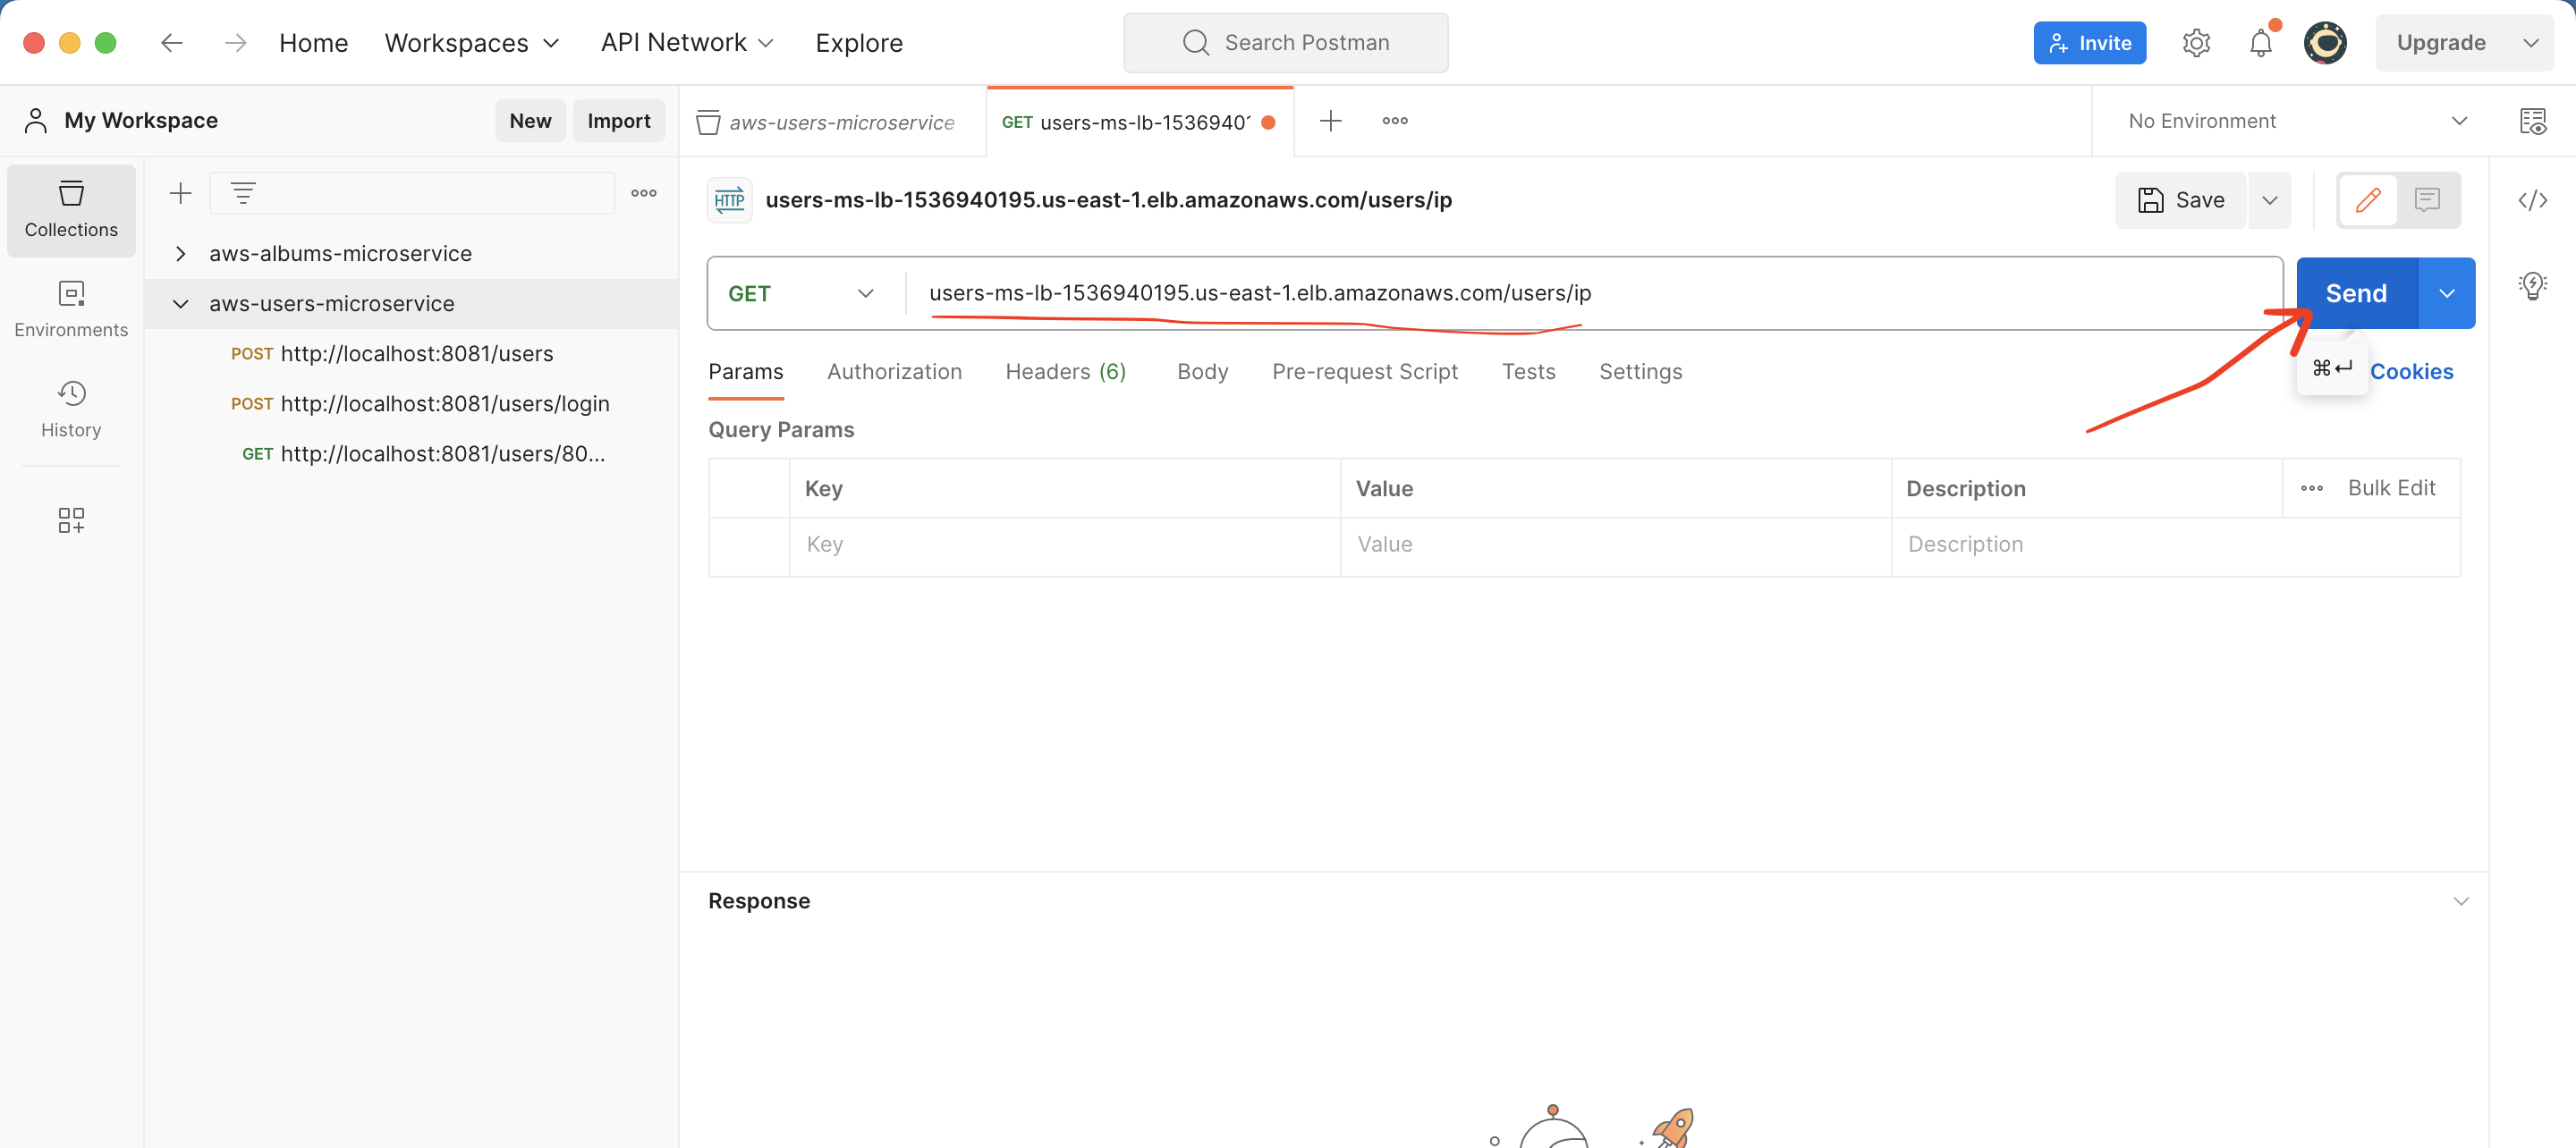 Home Workspaces API Network Explore Search Postman Invite Upgrade
My Workspace New Import aws-users-microservice GET users-ms-lb-1536940 No Environment
Collections
Environments
History
aws-albums-microservice
aws-users-microservice
POST http://localhost:8081/users
POST http://localhost:8081/users/login
GET http://localhost:8081/users/80...
HTTP users-ms-lb-1536940195.us-east-1.elb.amazonaws.com/users/ip Save
GET users-ms-lb-1536940195.us-east-1.elb.amazonaws.com/users/ip Send
⌘↵
Params Authorization Headers (6) Body Pre-request Script Tests Settings Cookies
Query Params
Key Value Description Bulk Edit
Key Value Description
Response